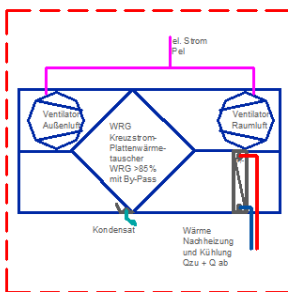 el. Strom
Pel
Ventilator
Außenluft
WRG
Kreuzstrom-
Plattenwärme-
tauscher
WRG >85%
mit By-Pass
Ventilator
Raumluft
Kondensat
Wärme
Nachheizung
und Kühlung
Qzu + Q ab